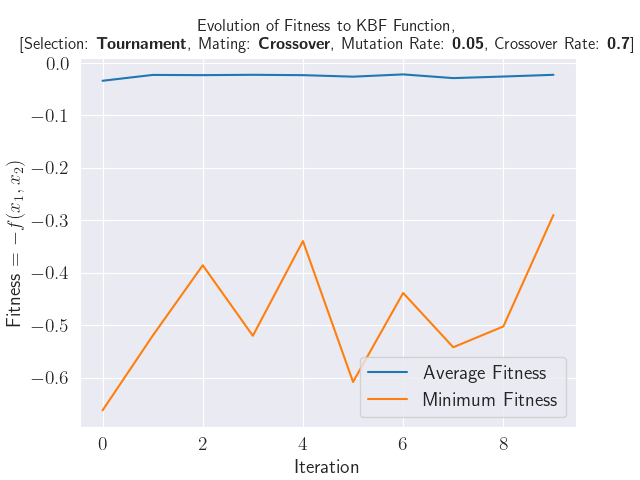 Evolution of Fitness to KBF Function,
[Selection: Tournament, Mating: Crossover, Mutation Rate: 0.05, Crossover Rate: 0.7]
0.0
−0.1
−0.2
−0.3
−0.4
−0.5
−0.6
Fitness = −f(x₁, x₂)
Average Fitness
Minimum Fitness
0 2 4 6 8
Iteration